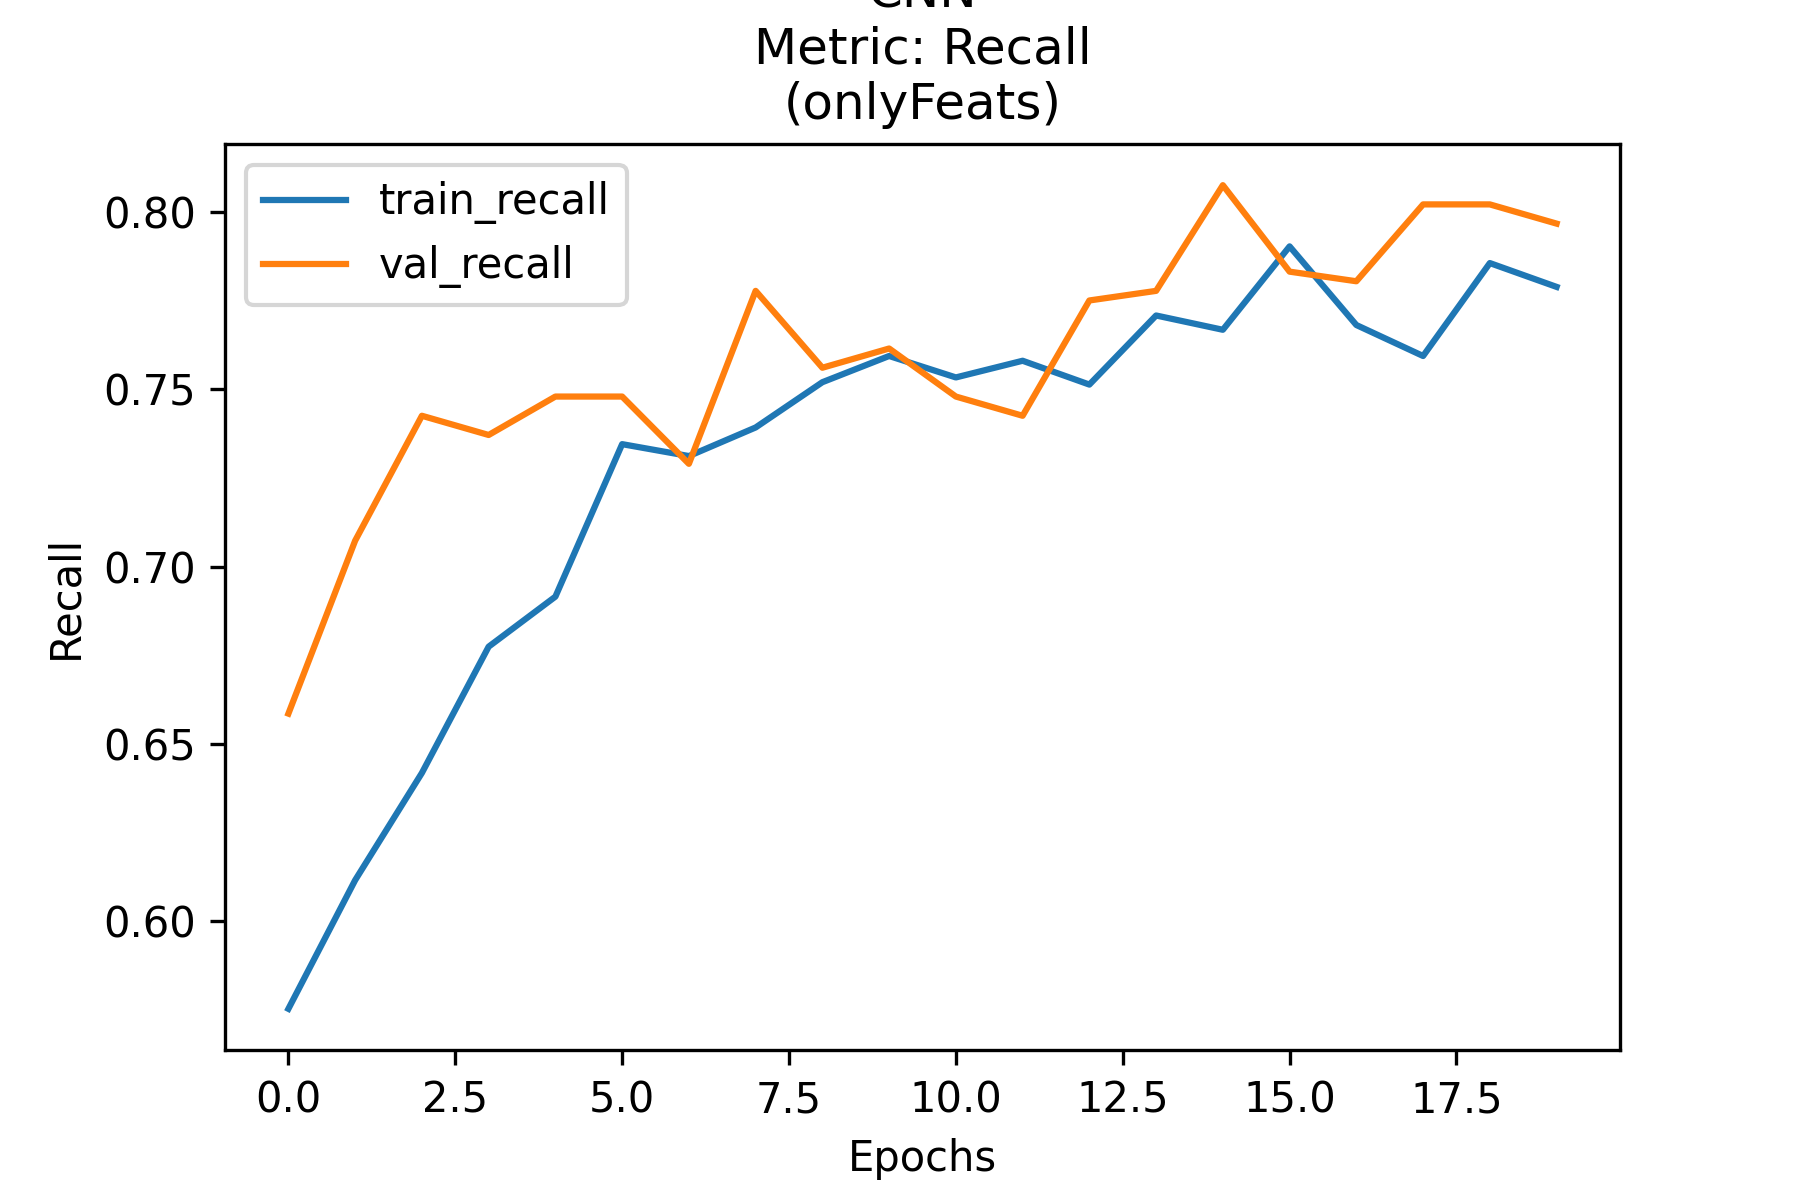 CNN
Metric: Recall
(onlyFeats)
train_recall
val_recall
0.80
0.75
0.70
0.65
0.60
Recall
0.0 2.5 5.0 7.5 10.0 12.5 15.0 17.5
Epochs